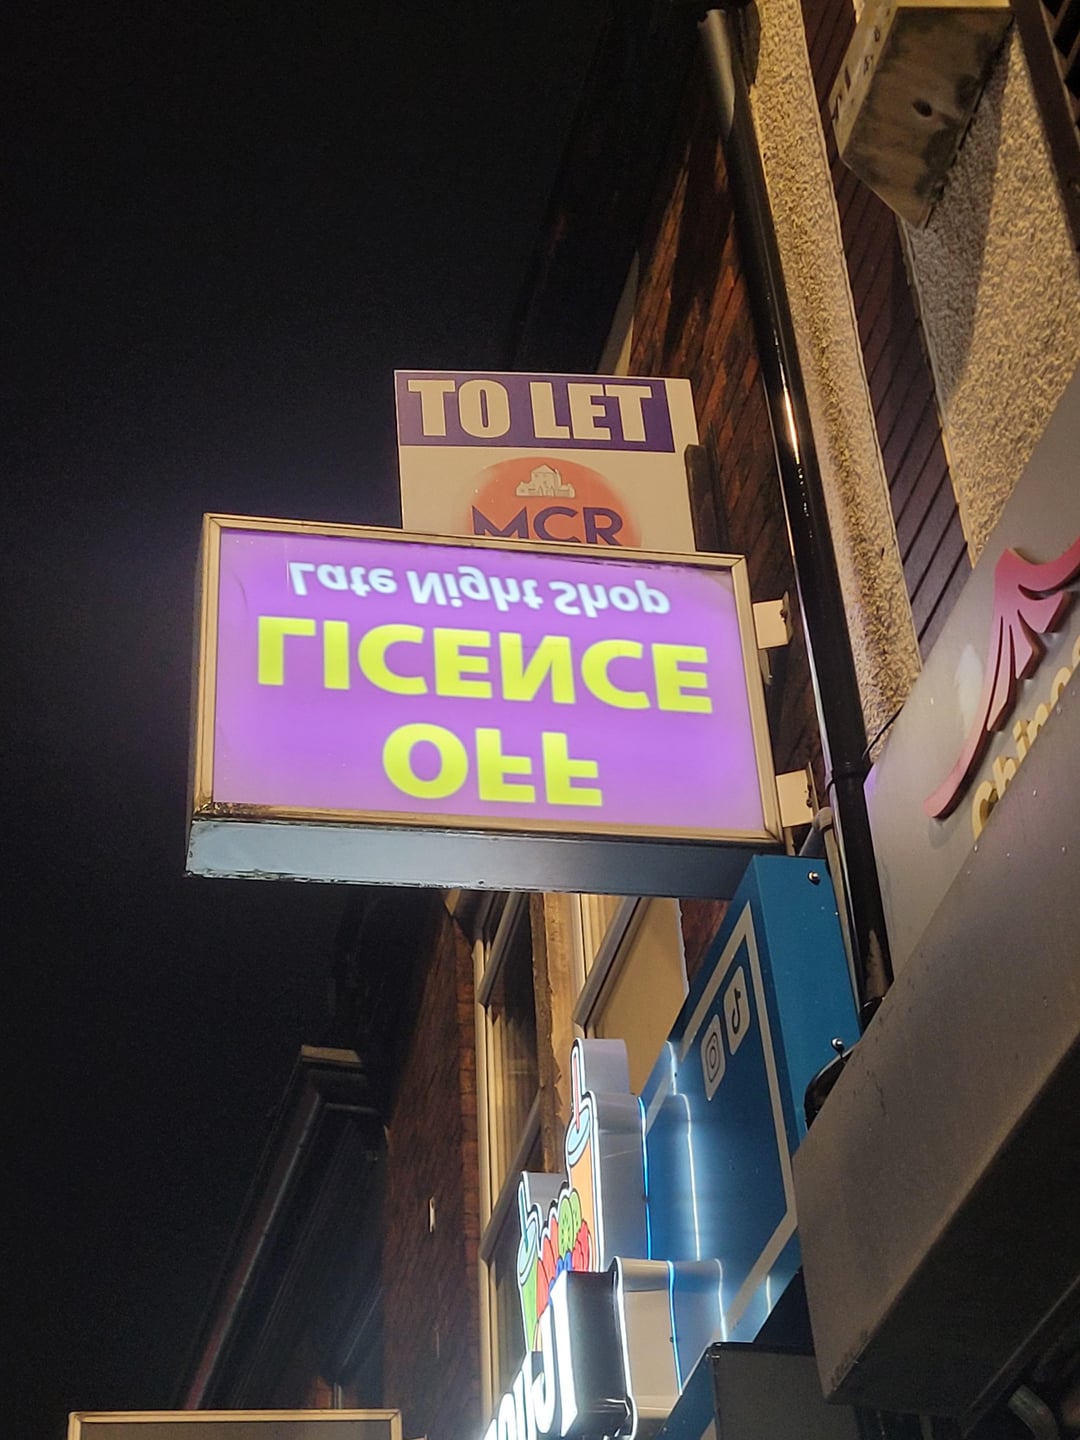 TO LET
MCR
OFF
LICENCE
Late Night Shop